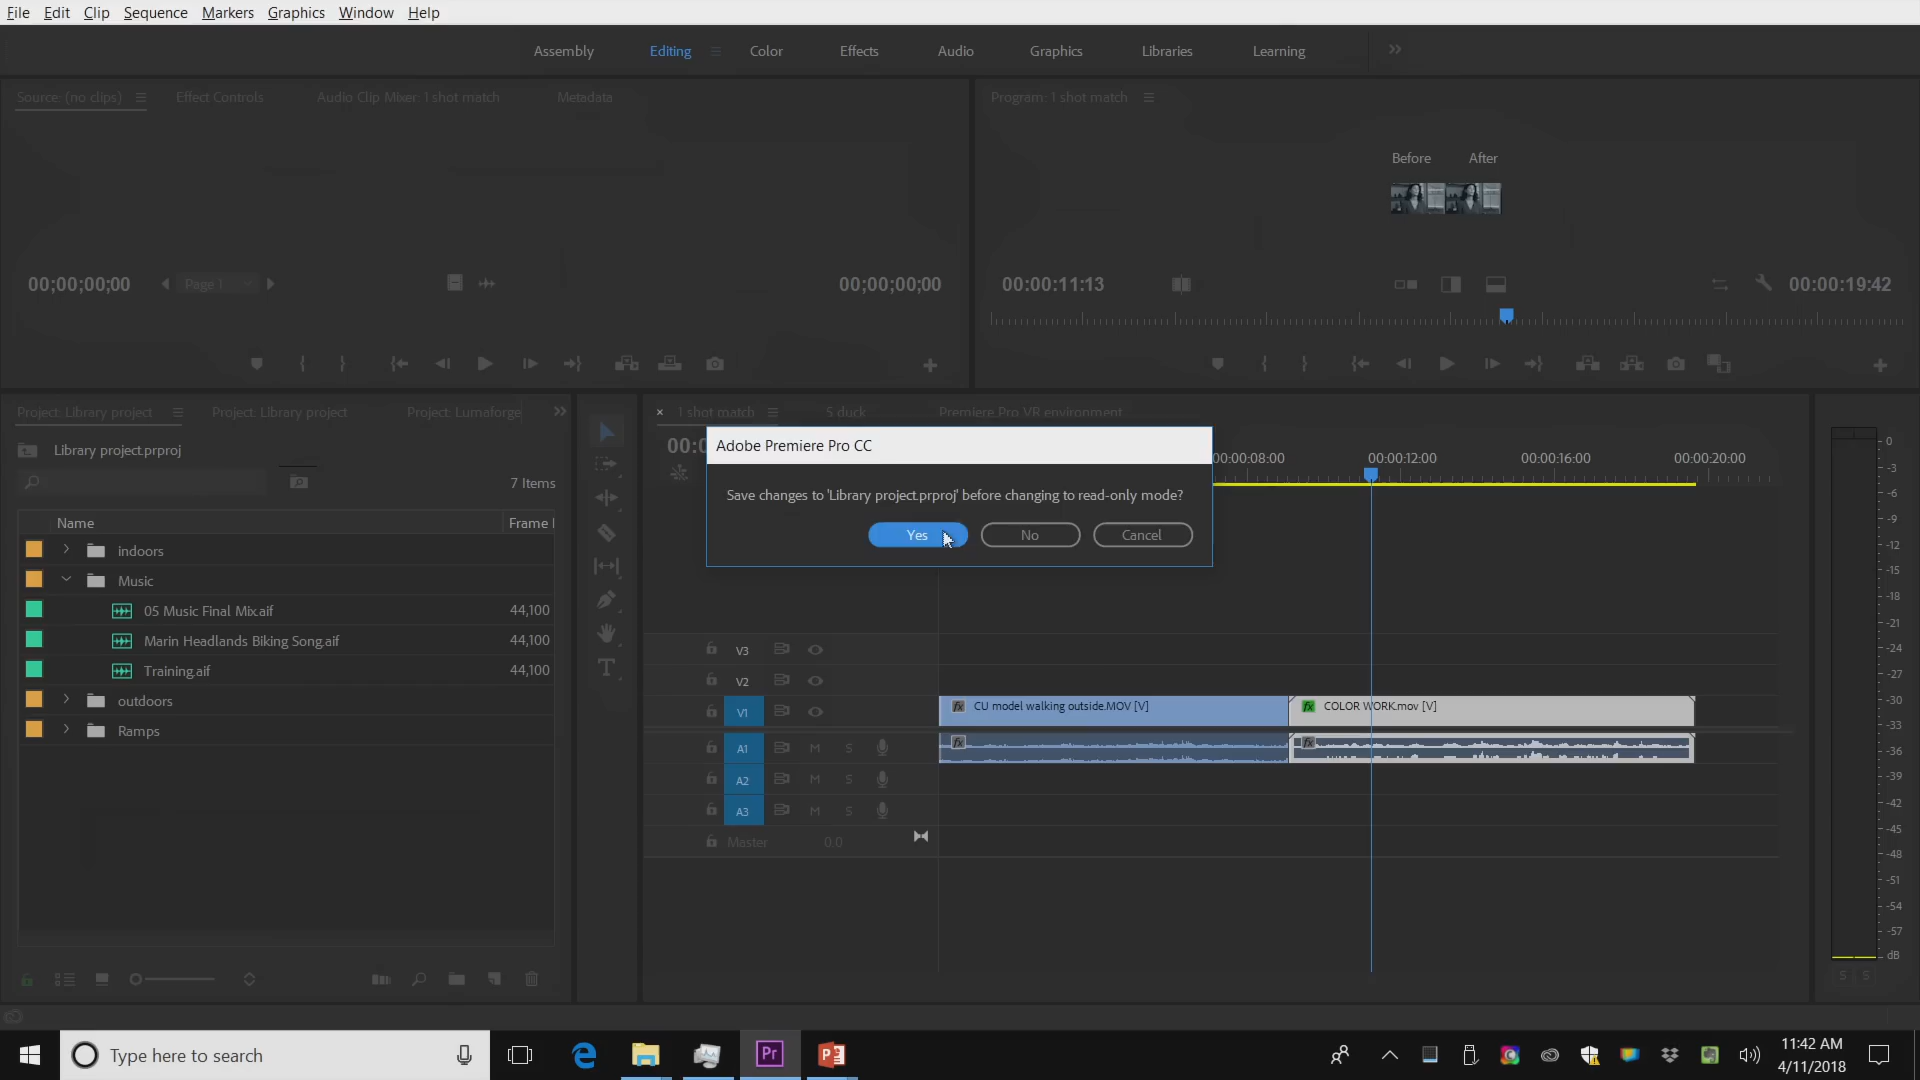 File Edit Clip Sequence Markers Graphics Window Help
Assembly Editing Color Effects Audio Graphics Libraries Learning
Source: (no clips) Effect Controls Audio Clip Mixer: 1 shot match Metadata
Program: 1 shot match
Before After
00;00;00;00 Page 1 00;00;00;00
00:00:11:13 00:00:19:42
Project: Library project Project: Library project Project: Lumaforge
1 shot match 5 duck Premiere Pro VR environment
Library project.prproj
7 Items
00:0
00:00:08:00 00:00:12:00 00:00:16:00 00:00:20:00
Adobe Premiere Pro CC
Save changes to 'Library project.prproj' before changing to read-only mode?
Yes No Cancel
Name Frame
indoors
Music
05 Music Final Mix.aif 44,100
Marin Headlands Biking Song.aif 44,100
Training.aif 44,100
outdoors
Ramps
V3
V2
V1 fx CU model walking outside.MOV [V] fx COLOR WORK.mov [V]
A1 M S fx fx
A2 M S
A3 M S
Master 0.0
0
-3
-6
-9
-12
-15
-18
-21
-24
-27
-30
-33
-36
-39
-42
-45
-48
-51
-54
-57
dB
S S
Type here to search
Pr
11:42 AM
4/11/2018